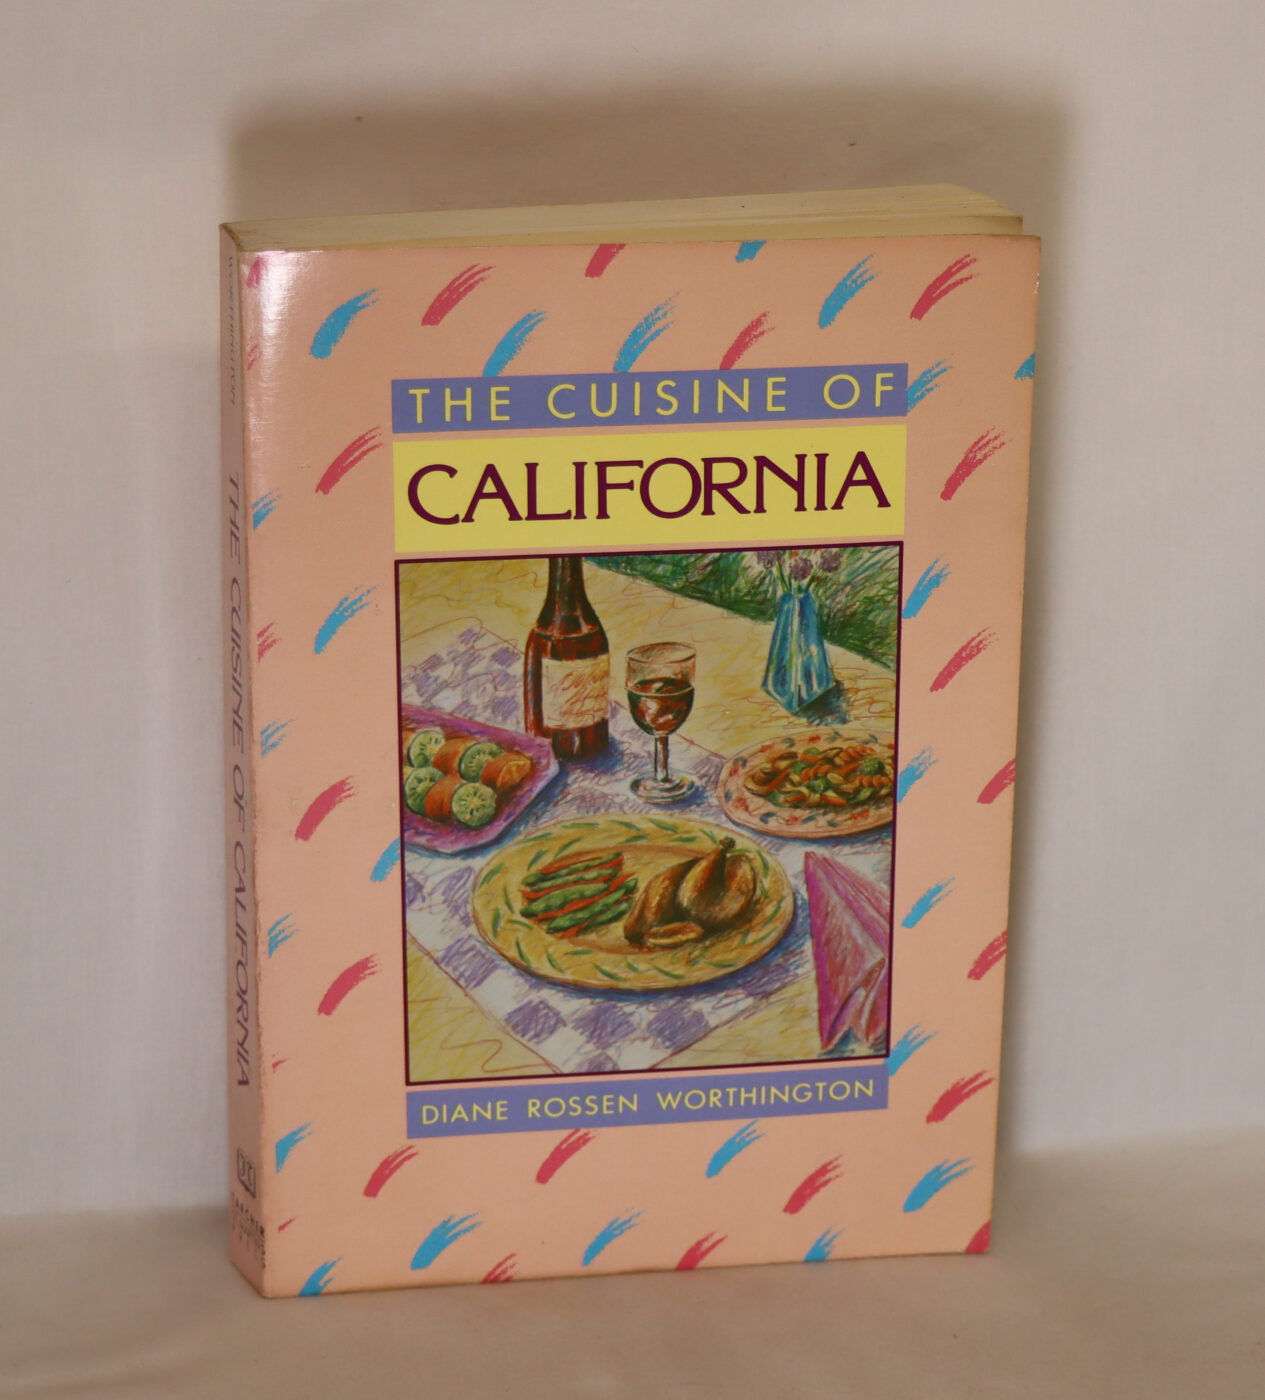 THE CUISINE OF
CALIFORNIA
DIANE ROSSEN WORTHINGTON
WORTHINGTON
THE CUISINE OF CALIFORNIA